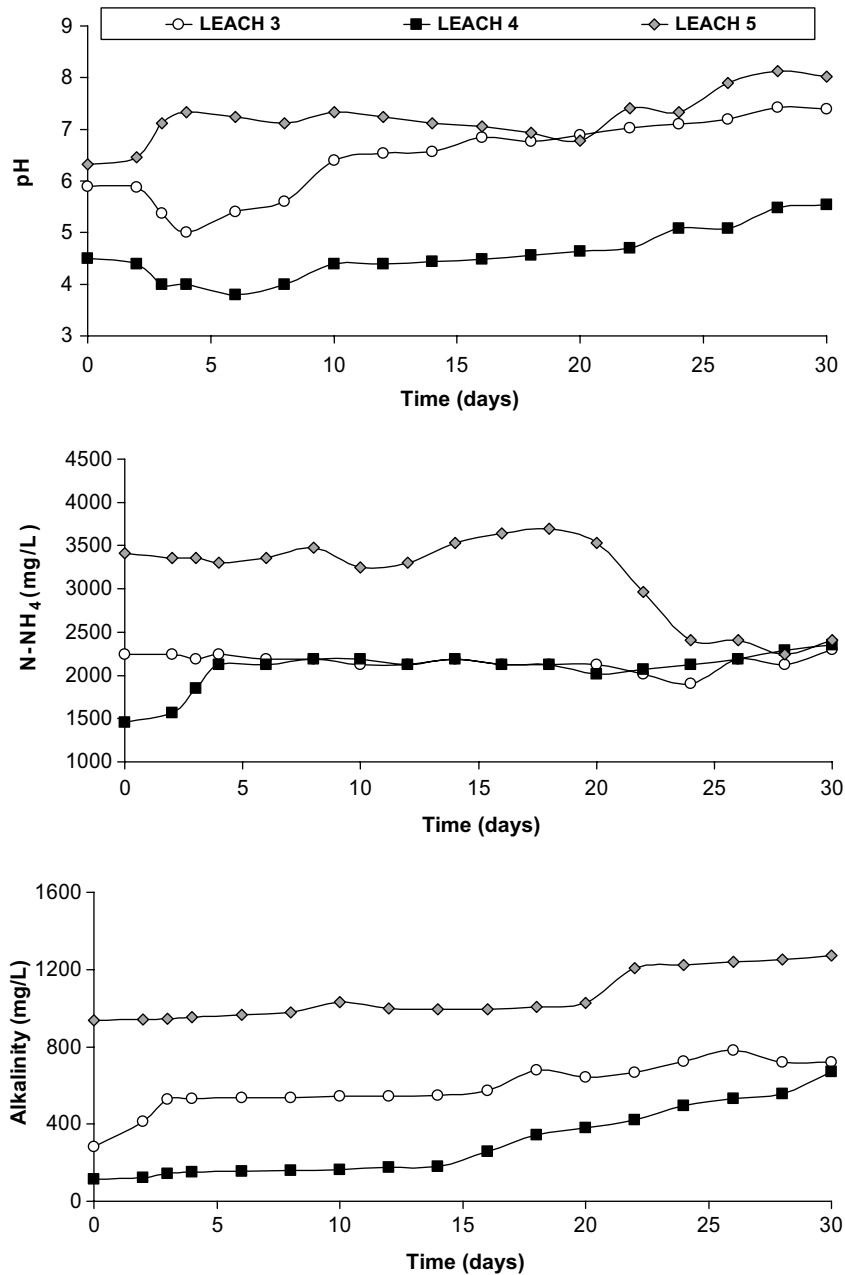 LEACH 3 LEACH 4 LEACH 5
9
8
7
6
5
4
3
pH
0 5 10 15 20 25 30
Time (days)
4500
4000
3500
3000
2500
2000
1500
1000
N-NH4 (mg/L)
0 5 10 15 20 25 30
Time (days)
1600
1200
800
400
0
Alkalinity (mg/L)
0 5 10 15 20 25 30
Time (days)